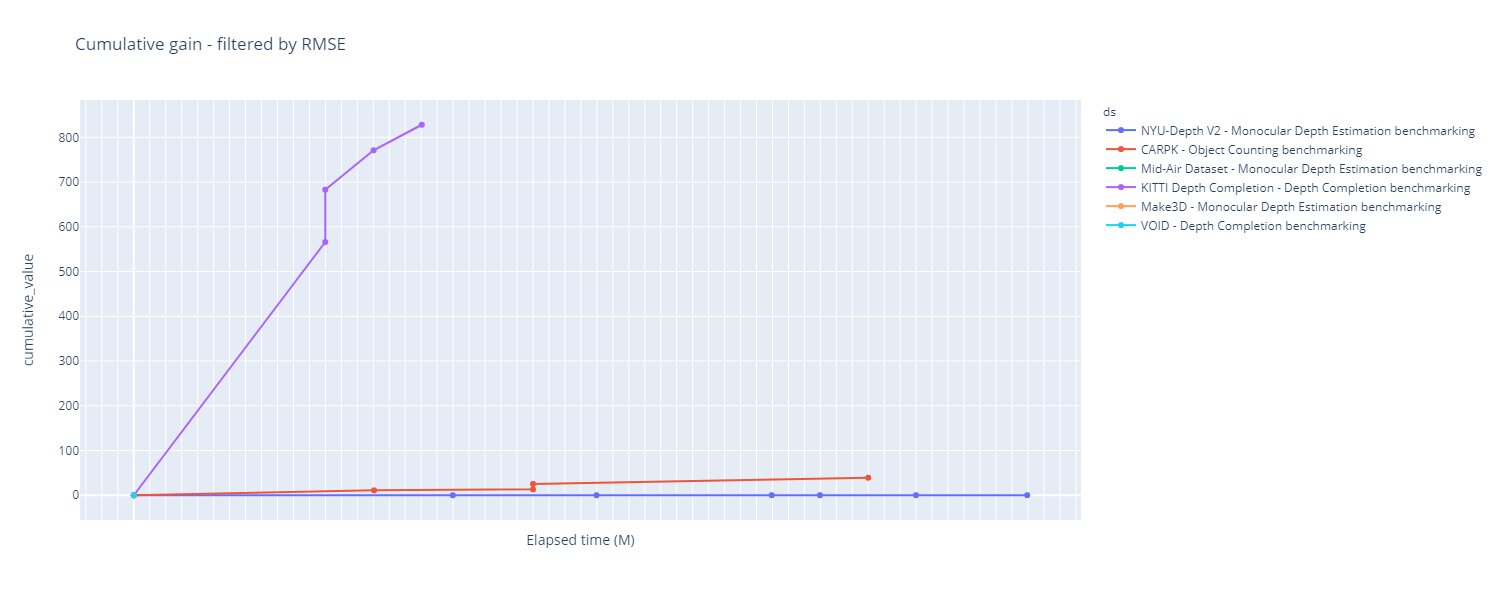 Cumulative gain - filtered by RMSE
800
700
600
500
400
300
200
100
0
cumulative_value
Elapsed time (M)
ds
NYU-Depth V2 - Monocular Depth Estimation benchmarking
CARPK - Object Counting benchmarking
Mid-Air Dataset - Monocular Depth Estimation benchmarking
KITTI Depth Completion - Depth Completion benchmarking
Make3D - Monocular Depth Estimation benchmarking
VOID - Depth Completion benchmarking